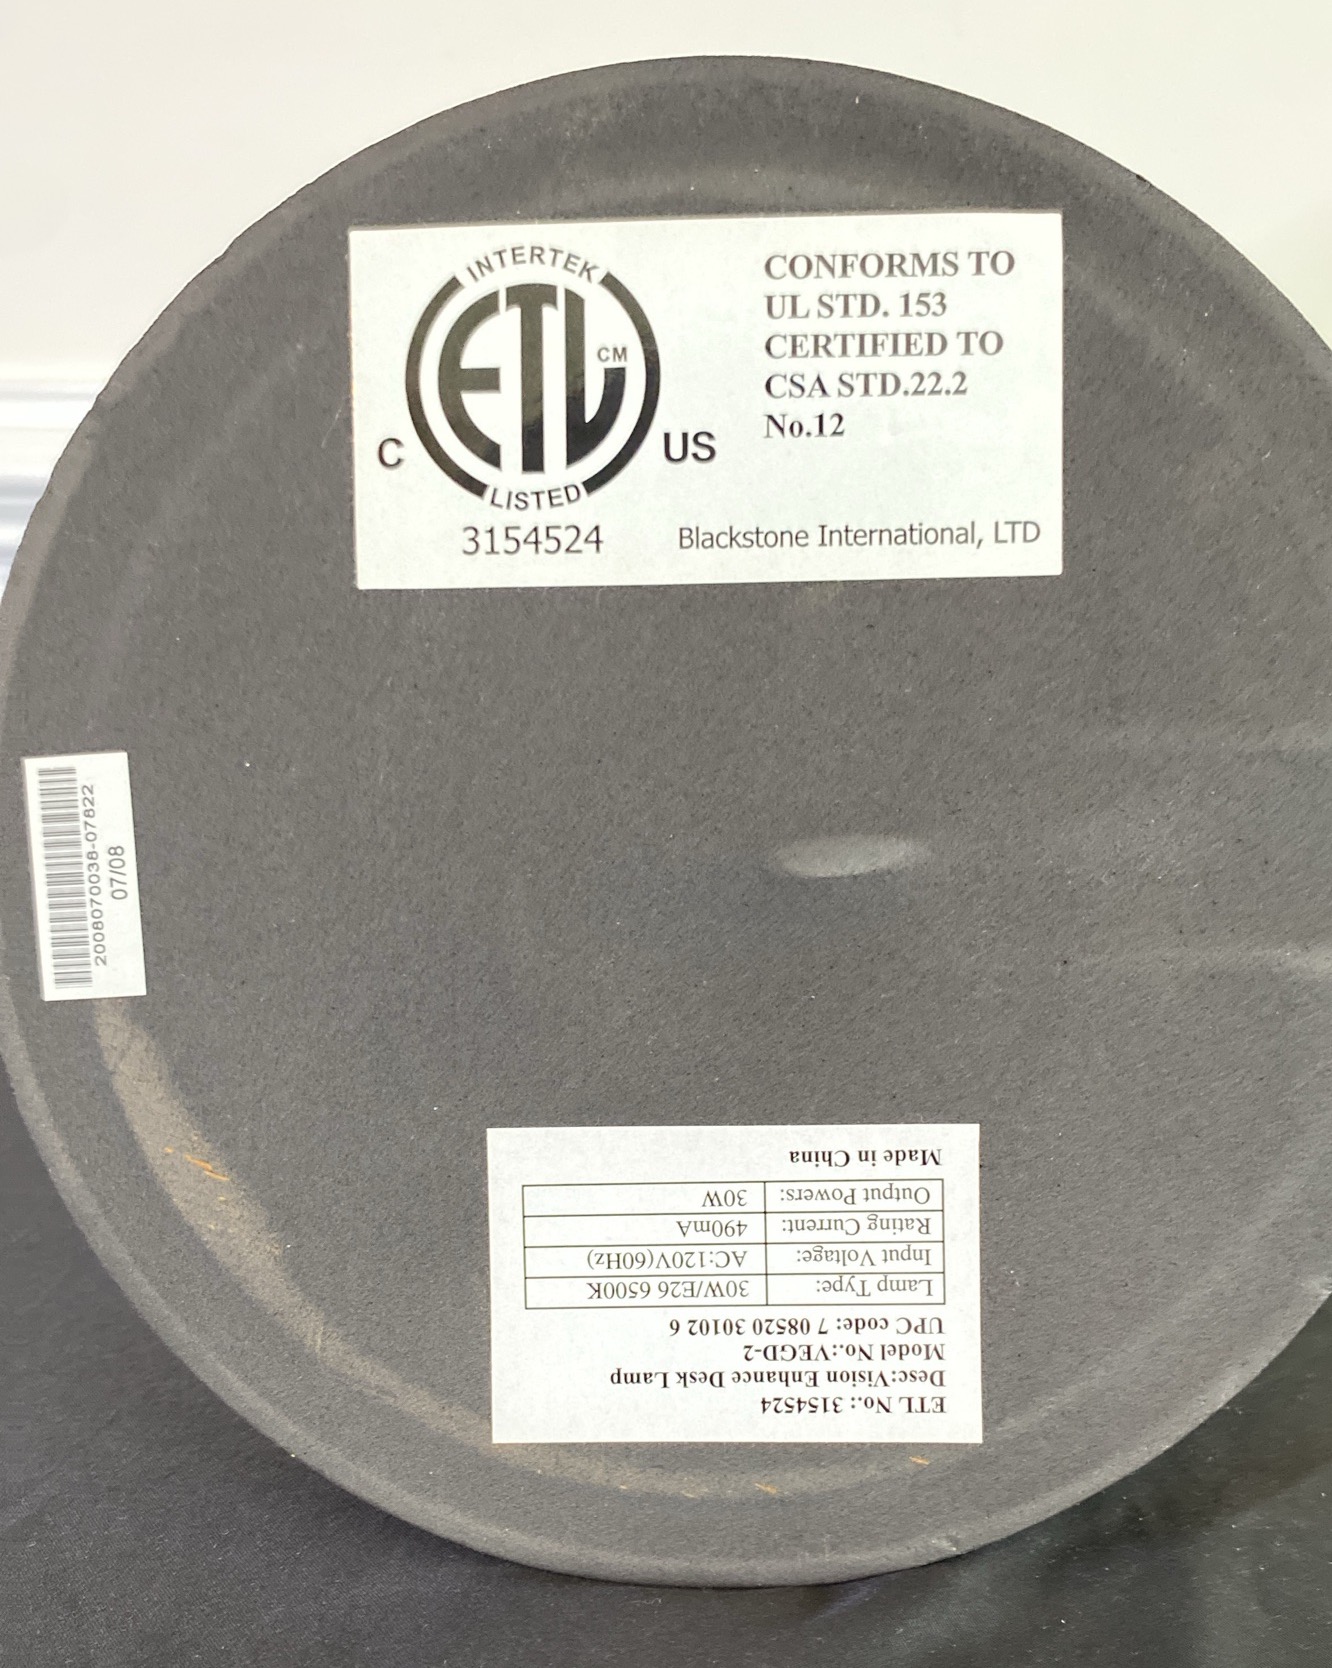 INTERTEK
ETL
CM
C
US
LISTED
3154524
CONFORMS TO
UL STD. 153
CERTIFIED TO
CSA STD.22.2
No.12
Blackstone International, LTD
2008070038-07822
07/08
ETL No.: 3154524
Desc:Vision Enhance Desk Lamp
Model No.:VEGD-2
UPC code: 7 08520 30102 6
Lamp Type: 30W/E26 6500K
Input Voltage: AC:120V(60Hz)
Rating Current: 490mA
Output Powers: 30W
Made in China